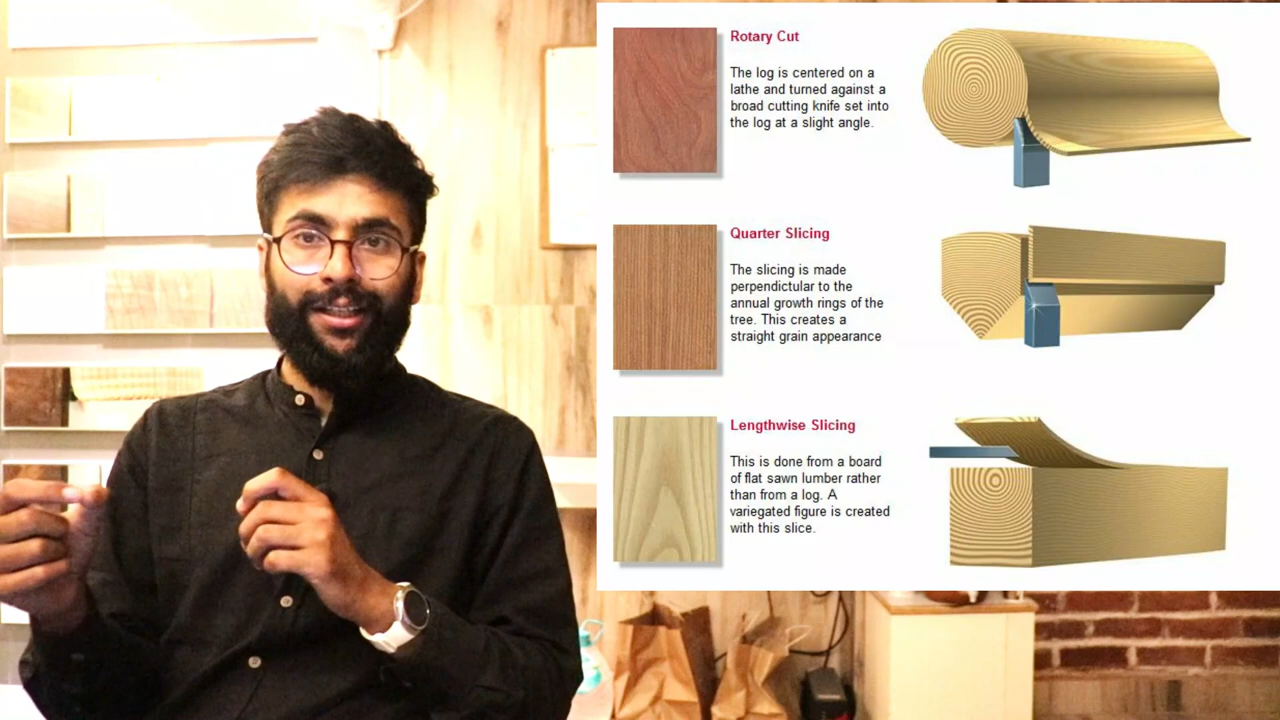 Rotary Cut
The log is centered on a
lathe and turned against a
broad cutting knife set into
the log at a slight angle.
Quarter Slicing
The slicing is made
perpendictular to the
annual growth rings of the
tree. This creates a
straight grain appearance
Lengthwise Slicing
This is done from a board
of flat sawn lumber rather
than from a log. A
variegated figure is created
with this slice.